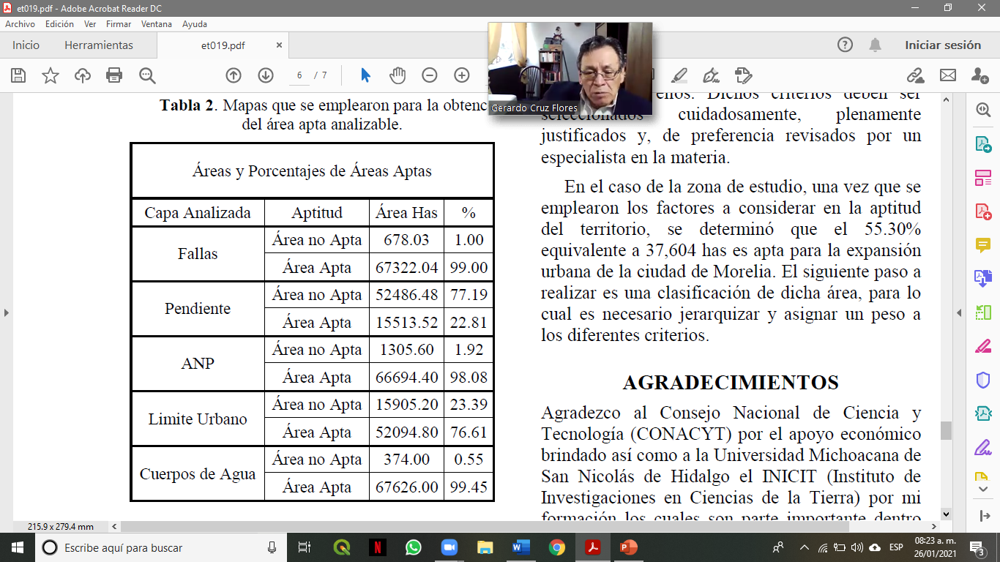 et019.pdf - Adobe Acrobat Reader DC
Archivo Edición Ver Firmar Ventana Ayuda
Inicio Herramientas et019.pdf × Iniciar sesión
6 / 7
Gerardo Cruz Flores
Tabla 2. Mapas que se emplearon para la obtenc
del área apta analizable.
Áreas y Porcentajes de Áreas Aptas
Capa Analizada Aptitud Área Has %
Fallas
Área no Apta 678.03 1.00
Área Apta 67322.04 99.00
Pendiente
Área no Apta 52486.48 77.19
Área Apta 15513.52 22.81
ANP
Área no Apta 1305.60 1.92
Área Apta 66694.40 98.08
Limite Urbano
Área no Apta 15905.20 23.39
Área Apta 52094.80 76.61
Cuerpos de Agua
Área no Apta 374.00 0.55
Área Apta 67626.00 99.45
ellos. Dichos criterios deben ser
seleccionados cuidadosamente, plenamente
justificados y, de preferencia revisados por un
especialista en la materia.
En el caso de la zona de estudio, una vez que se
emplearon los factores a considerar en la aptitud
del territorio, se determinó que el 55.30%
equivalente a 37,604 has es apta para la expansión
urbana de la ciudad de Morelia. El siguiente paso a
realizar es una clasificación de dicha área, para lo
cual es necesario jerarquizar y asignar un peso a
los diferentes criterios.
AGRADECIMIENTOS
Agradezco al Consejo Nacional de Ciencia y
Tecnología (CONACYT) por el apoyo económico
brindado así como a la Universidad Michoacana de
San Nicolás de Hidalgo el INICIT (Instituto de
Investigaciones en Ciencias de la Tierra) por mi
formación los cuales son parte importante dentro
215.9 x 279.4 mm
Escribe aquí para buscar
ESP
08:23 a. m.
26/01/2021
3